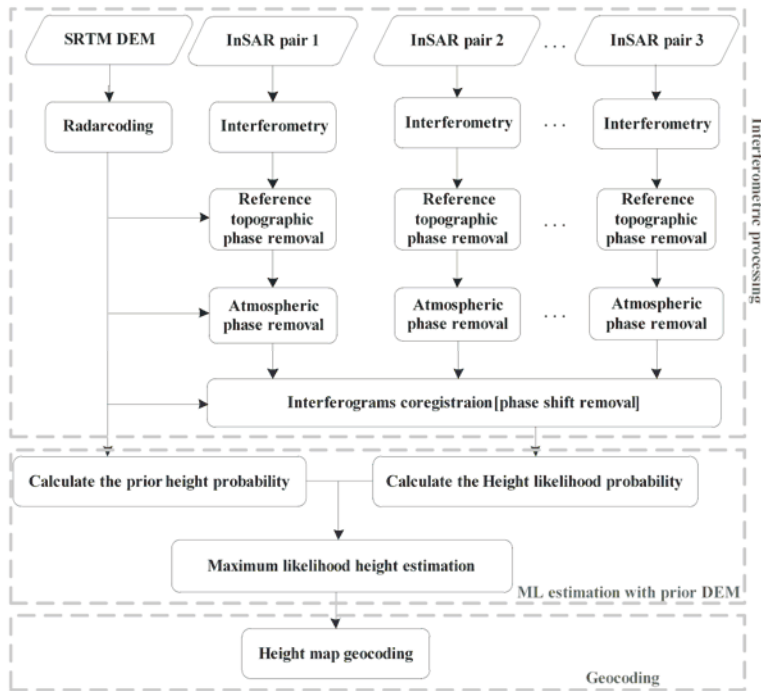 SRTM DEM
InSAR pair 1
InSAR pair 2
. . .
InSAR pair 3
Radarcoding
Interferometry
Interferometry
. . .
Interferometry
Reference
topographic
phase removal
Reference
topographic
phase removal
. . .
Reference
topographic
phase removal
Atmospheric
phase removal
Atmospheric
phase removal
. . .
Atmospheric
phase removal
Interferograms coregistraion[phase shift removal]
Interferometric processing
Calculate the prior height probability
Calculate the Height likelihood probability
Maximum likelihood height estimation
ML estimation with prior DEM
Height map geocoding
Geocoding